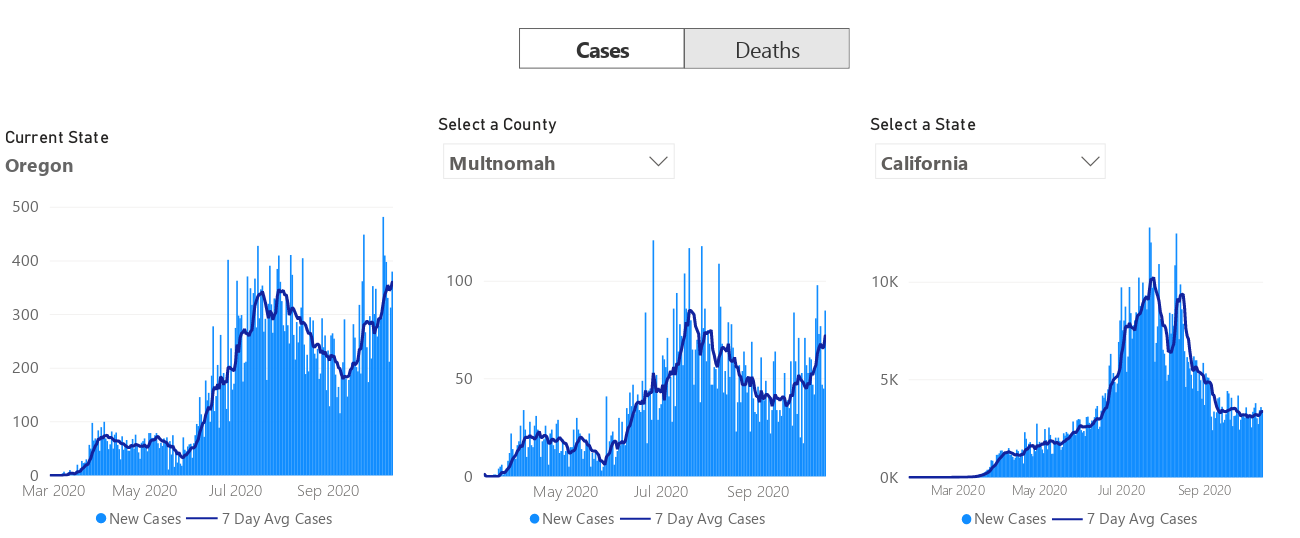 Cases Deaths
Current State
Oregon
Select a County
Multnomah
Select a State
California
500
400
300
200
100
0
Mar 2020 May 2020 Jul 2020 Sep 2020
New Cases 7 Day Avg Cases
100
50
0
May 2020 Jul 2020 Sep 2020
New Cases 7 Day Avg Cases
10K
5K
0K
Mar 2020 May 2020 Jul 2020 Sep 2020
New Cases 7 Day Avg Cases